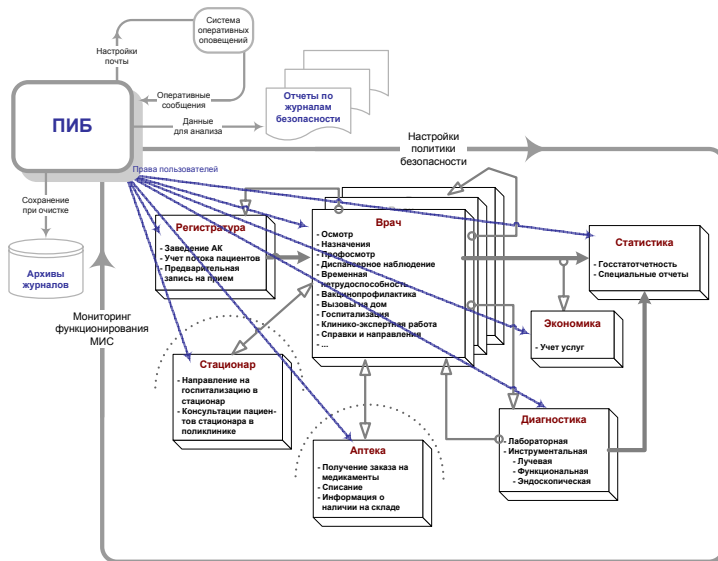 Система
оперативных
оповещений
Настройки
почты
Оперативные
сообщения
Отчеты по
журналам
безопасности
ПИБ
Данные
для анализа
Настройки
политики
безопасности
Права пользователей
Сохранение
при очистке
Архивы
журналов
Мониторинг
функционирования
МИС
Регистратура
- Заведение АК
- Учет потока пациентов
- Предварительная
запись на прием
Врач
- Осмотр
- Назначения
- Профосмотр
- Диспансерное наблюдение
- Временная
нетрудоспособность
- Вакцинопрофилактика
- Вызовы на дом
- Госпитализация
- Клинико-экспертная работа
- Справки и направления
- ...
Статистика
- Госстатотчетность
- Специальные отчеты
Экономика
- Учет услуг
Стационар
- Направление на
госпитализацию в
стационар
- Консультации пациен-
тов стационара в
поликлинике
Аптека
- Получение заказа на
медикаменты
- Списание
- Информация о
наличии на складе
Диагностика
- Лабораторная
- Инструментальная
- Лучевая
- Функциональная
- Эндоскопическая